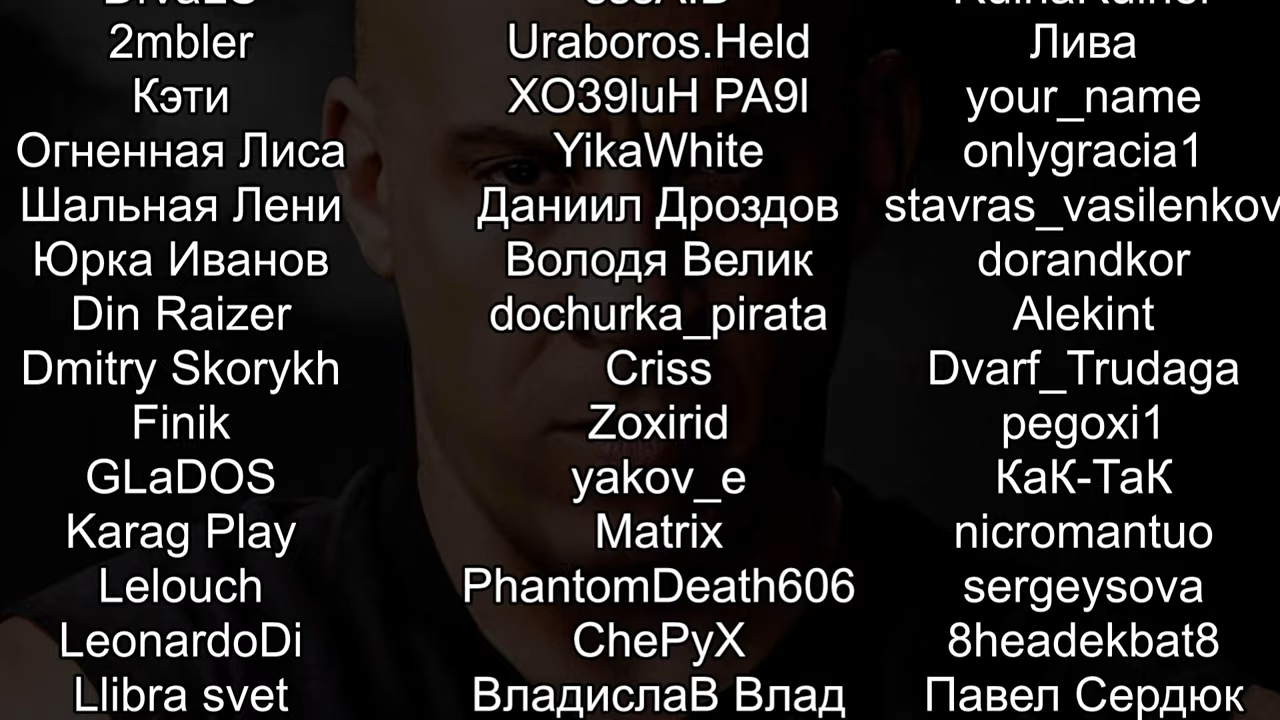 2mbler
Uraboros.Held
Лива
Кэти
XO39luH PA9l
your_name
Огненная Лиса
YikaWhite
onlygracia1
Шальная Лени
Даниил Дроздов
stavras_vasilenkov
Юрка Иванов
Володя Велик
dorandkor
Din Raizer
dochurka_pirata
Alekint
Dmitry Skorykh
Criss
Dvarf_Trudaga
Finik
Zoxirid
pegoxi1
GLaDOS
yakov_e
КаК-ТаК
Karag Play
Matrix
nicromantuo
Lelouch
PhantomDeath606
sergeysova
LeonardoDi
ChePyX
8headekbat8
Llibra svet
ВладислаВ Влад
Павел Сердюк